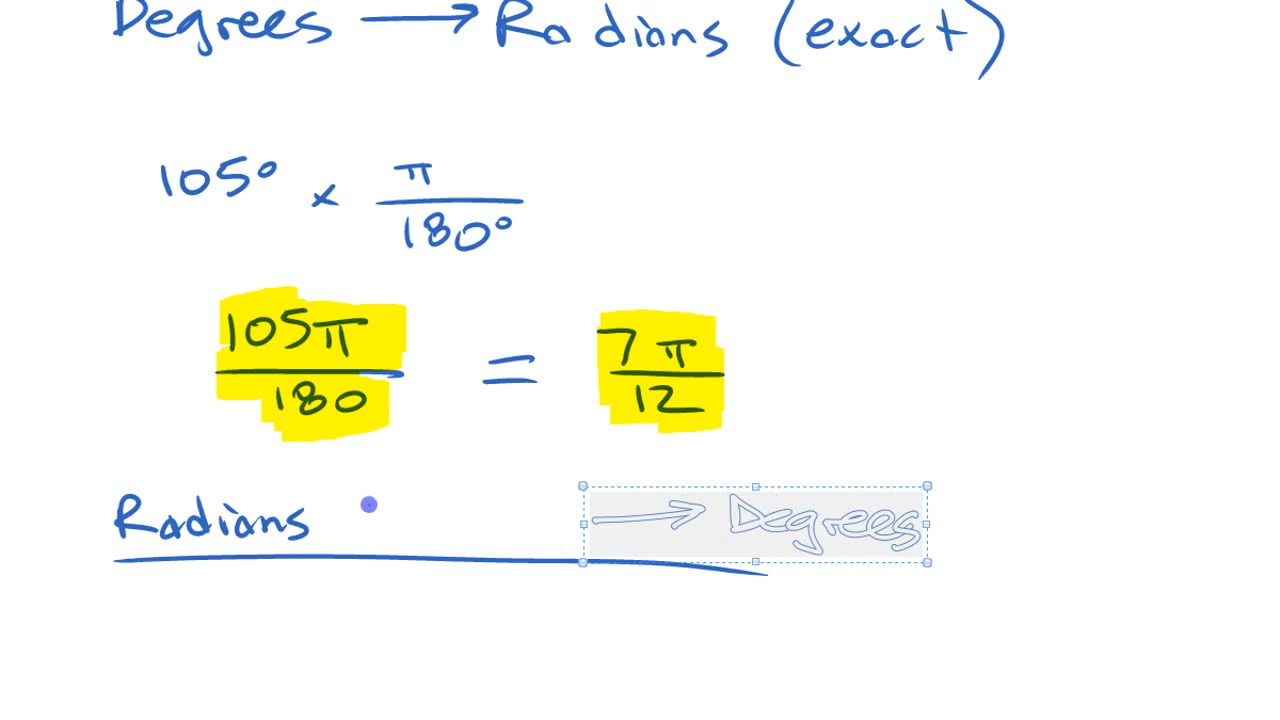 Degrees → Radians (exact)
105° × π/180°
105π/180 = 7π/12
Radians → Degrees